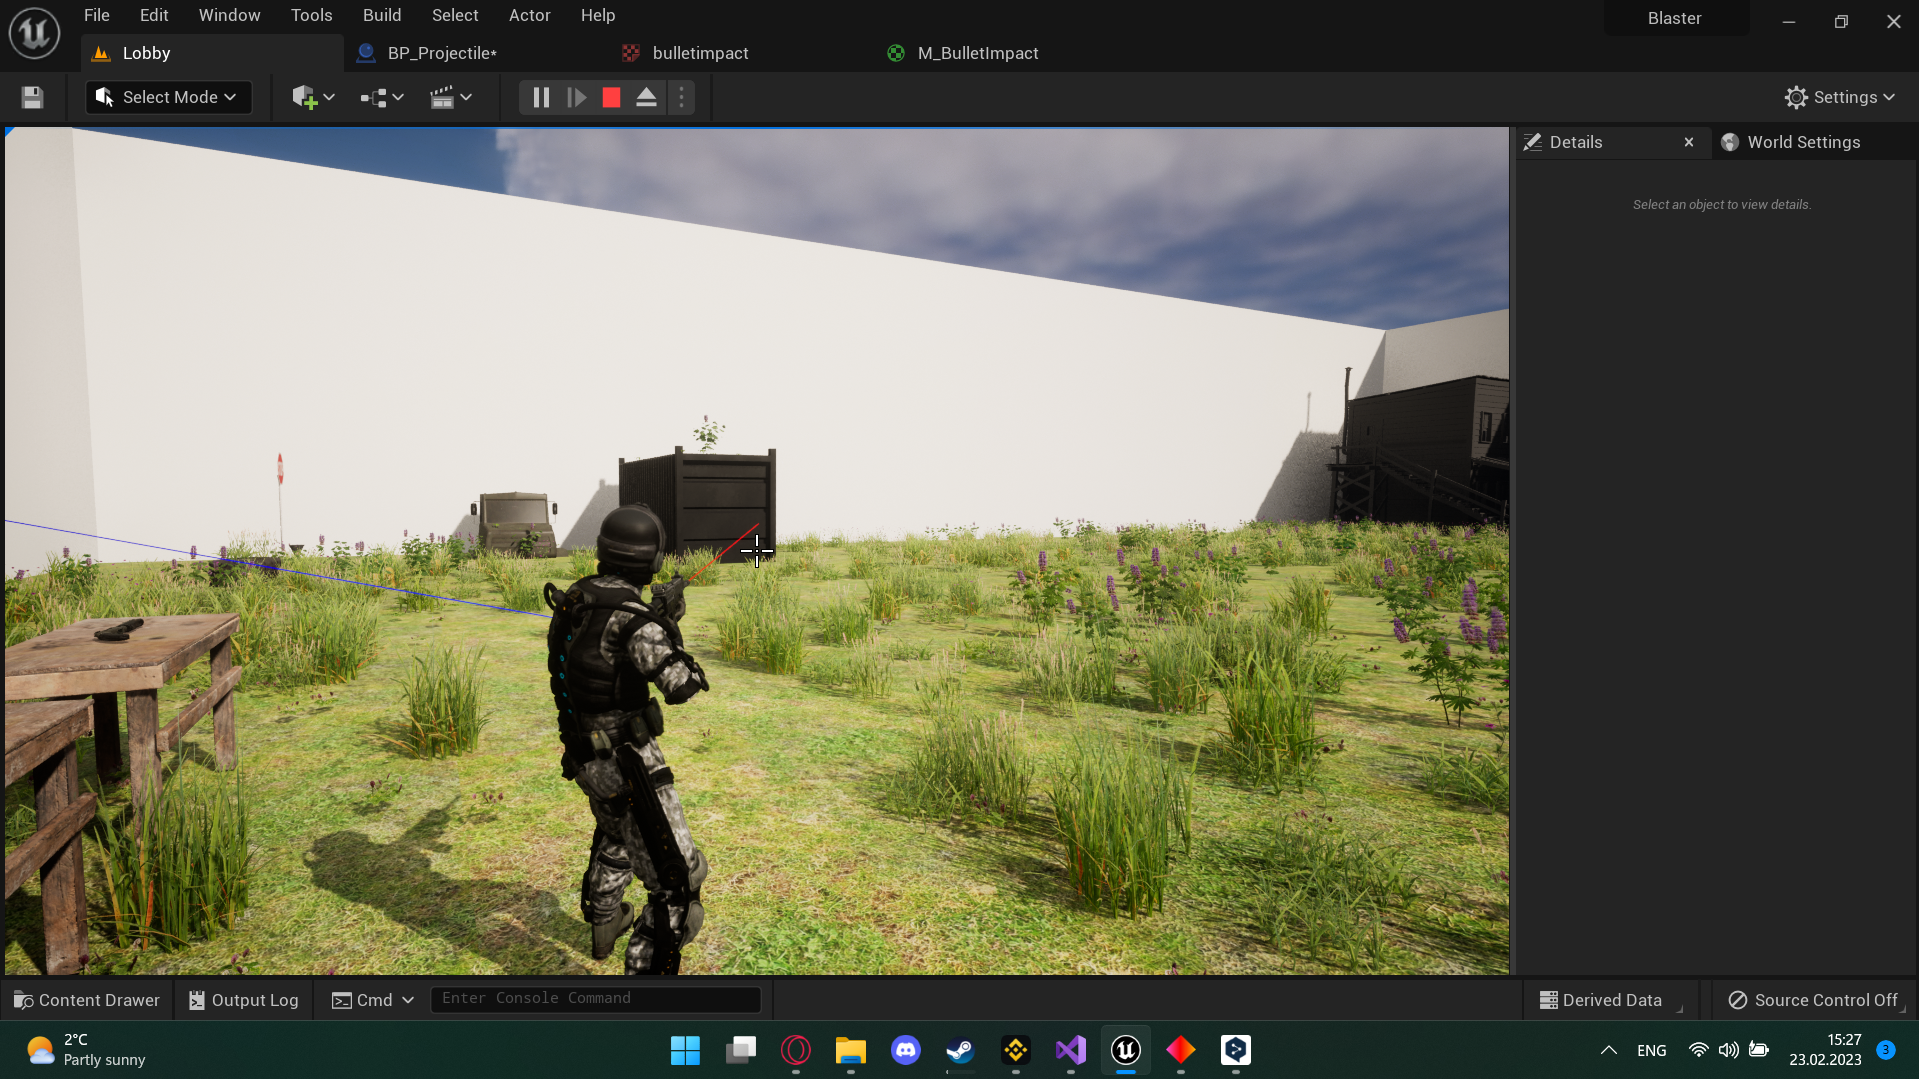 File Edit Window Tools Build Select Actor Help
Blaster
Lobby
BP_Projectile*
bulletimpact
M_BulletImpact
Select Mode
Settings
Details
World Settings
Select an object to view details.
Content Drawer
Output Log
Cmd
Enter Console Command
Derived Data
Source Control Off
2°C
Partly sunny
ENG
15:27
23.02.2023
3